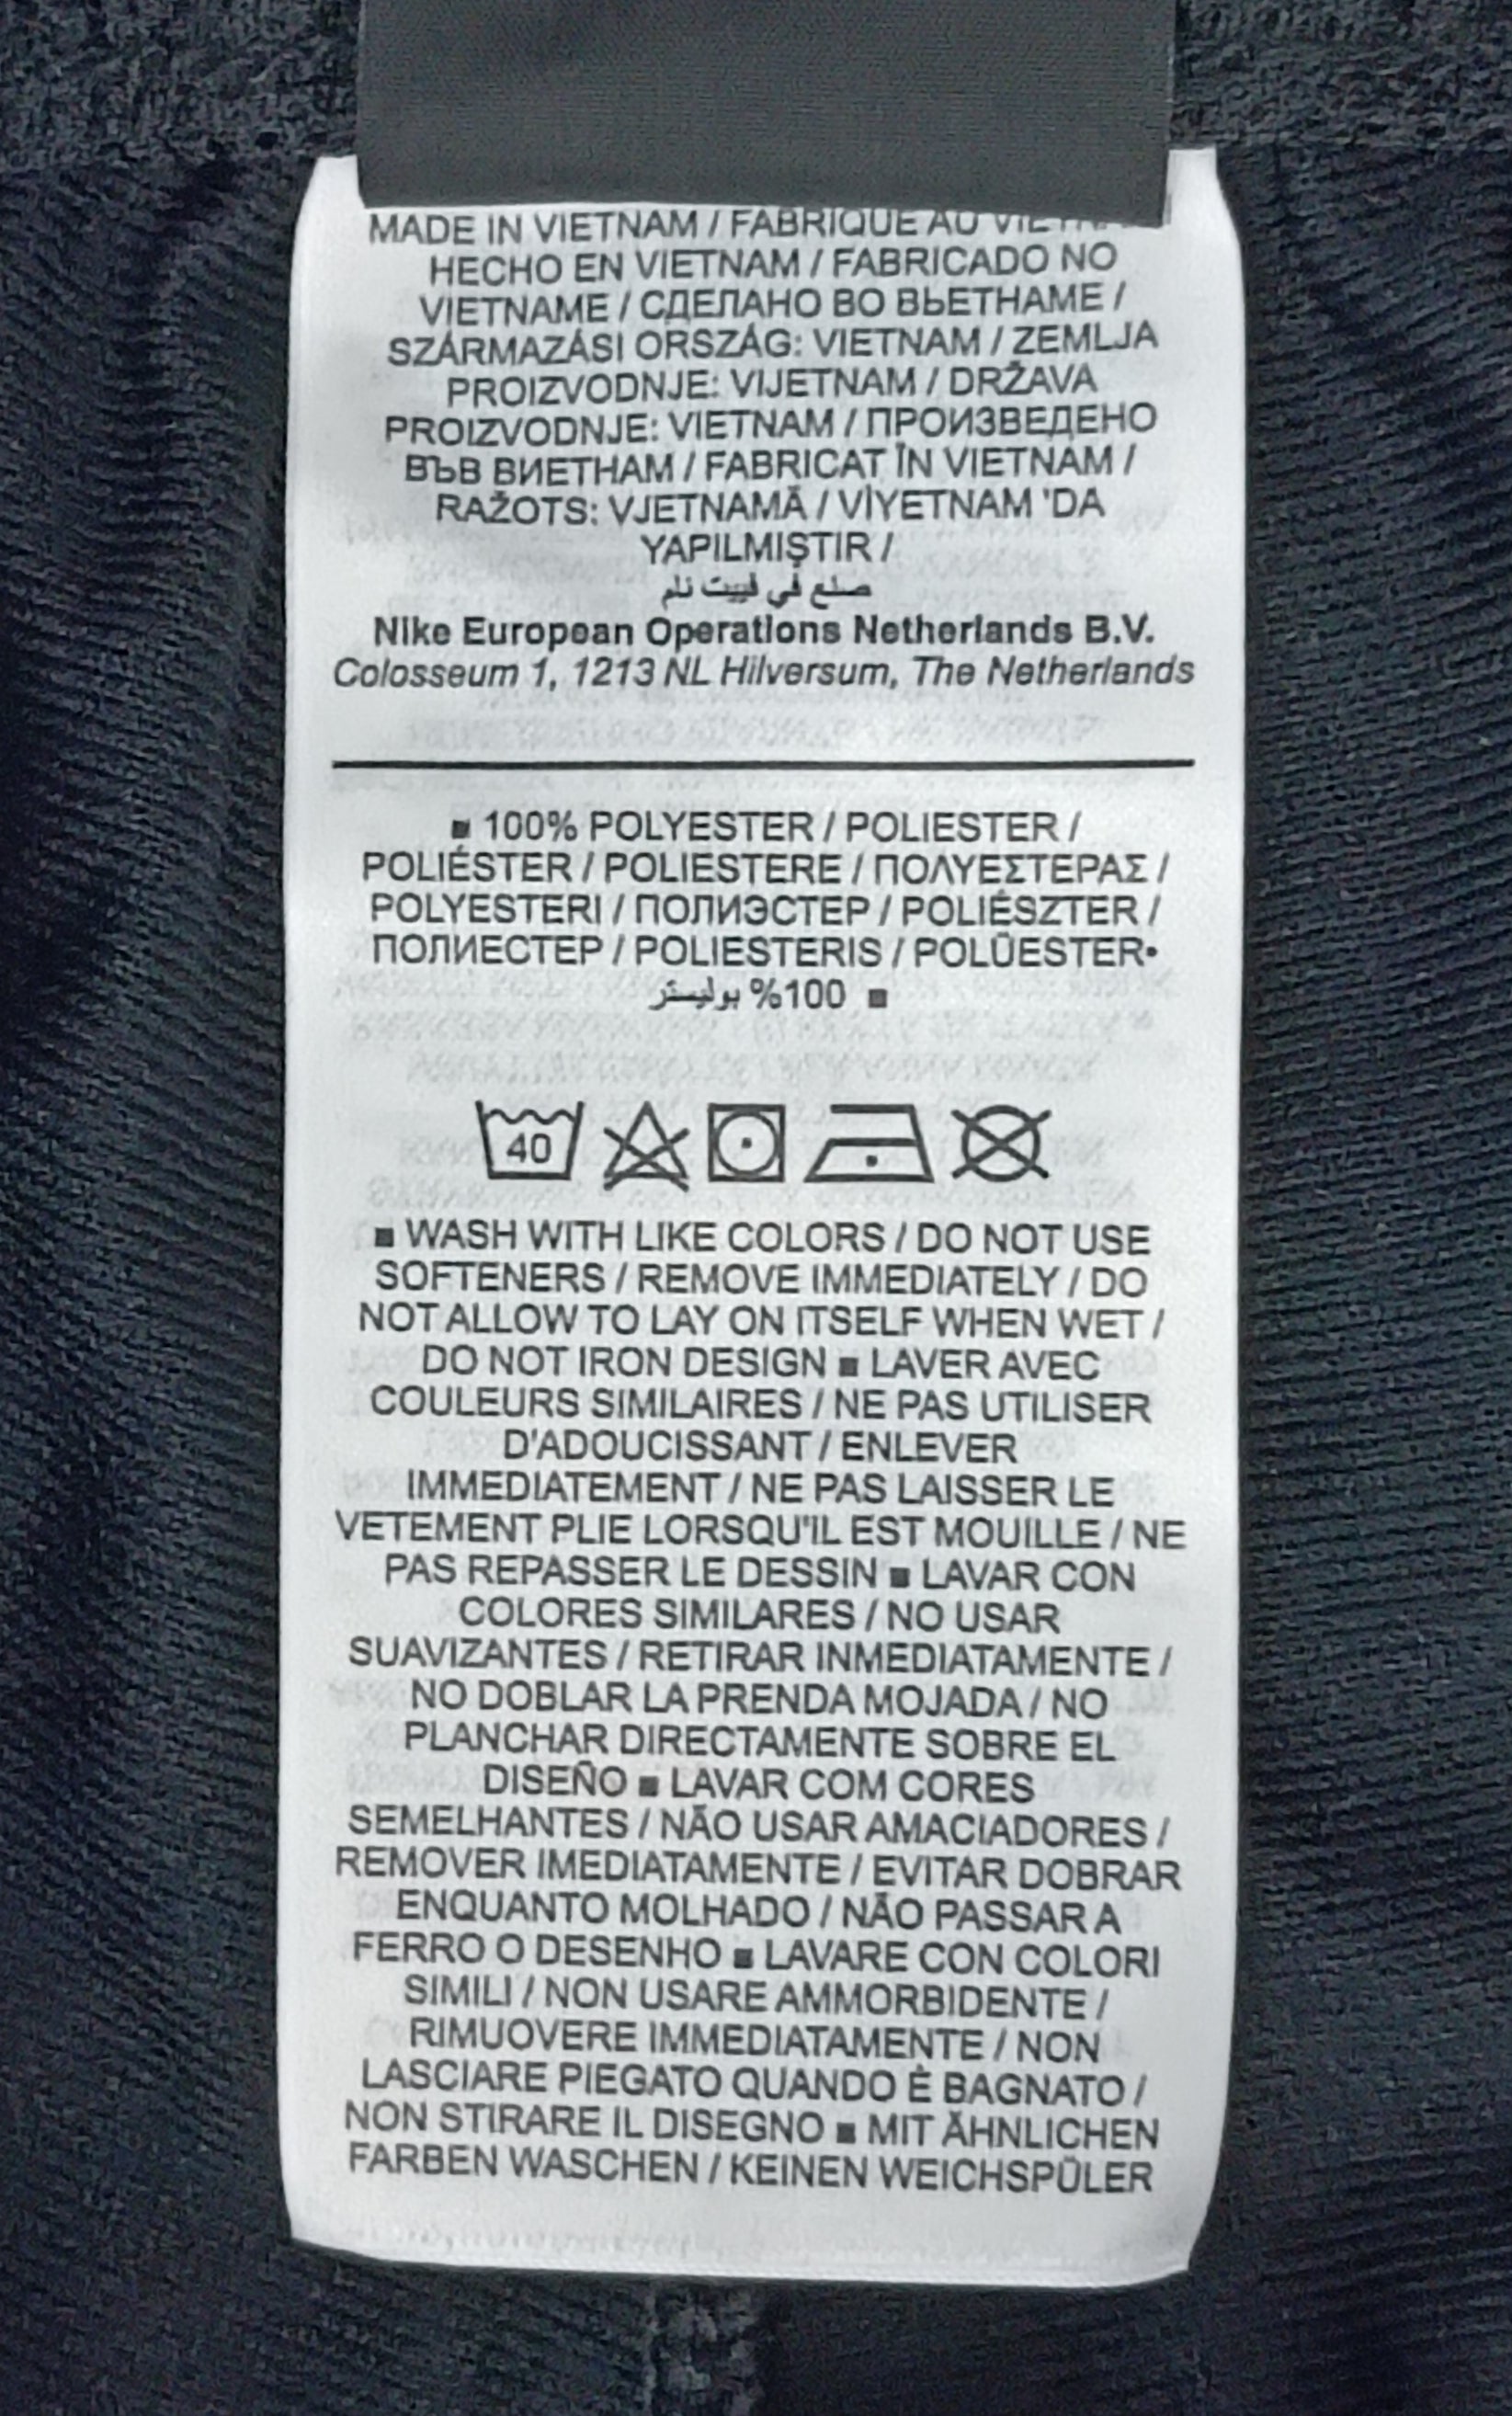 MADE IN VIETNAM / FABRIQUE AU
HECHO EN VIETNAM / FABRICADO NO
VIETNAME / СДЕЛАНО ВО ВЬЕТНАМЕ /
SZÁRMAZÁSI ORSZÁG: VIETNAM / ZEMLJA
PROIZVODNJE: VIJETNAM / DRŽAVA
PROIZVODNJE: VIETNAM / ПРОИЗВЕДЕНО
ВЪВ ВИЕТНАМ / FABRICAT ÎN VIETNAM /
RAŽOTS: VJETNAMĀ / VİYETNAM 'DA
YAPILMIŞTIR /
صنع في فييت نام
Nike European Operations Netherlands B.V.
Colosseum 1, 1213 NL Hilversum, The Netherlands
■ 100% POLYESTER / POLIESTER /
POLIÉSTER / POLIESTERE / ΠΟΛΥΕΣΤΕΡΑΣ /
POLYESTERI / ПОЛИЭСТЕР / POLIÉSZTER /
ПОЛИЕСТЕР / POLIESTERIS / POLÜESTER•
■ 100% بوليستر
40
■ WASH WITH LIKE COLORS / DO NOT USE
SOFTENERS / REMOVE IMMEDIATELY / DO
NOT ALLOW TO LAY ON ITSELF WHEN WET /
DO NOT IRON DESIGN ■ LAVER AVEC
COULEURS SIMILAIRES / NE PAS UTILISER
D'ADOUCISSANT / ENLEVER
IMMEDIATEMENT / NE PAS LAISSER LE
VETEMENT PLIE LORSQU'IL EST MOUILLE / NE
PAS REPASSER LE DESSIN ■ LAVAR CON
COLORES SIMILARES / NO USAR
SUAVIZANTES / RETIRAR INMEDIATAMENTE /
NO DOBLAR LA PRENDA MOJADA / NO
PLANCHAR DIRECTAMENTE SOBRE EL
DISEÑO ■ LAVAR COM CORES
SEMELHANTES / NÃO USAR AMACIADORES /
REMOVER IMEDIATAMENTE / EVITAR DOBRAR
ENQUANTO MOLHADO / NÃO PASSAR A
FERRO O DESENHO ■ LAVARE CON COLORI
SIMILI / NON USARE AMMORBIDENTE /
RIMUOVERE IMMEDIATAMENTE / NON
LASCIARE PIEGATO QUANDO È BAGNATO /
NON STIRARE IL DISEGNO ■ MIT ÄHNLICHEN
FARBEN WASCHEN / KEINEN WEICHSPÜLER